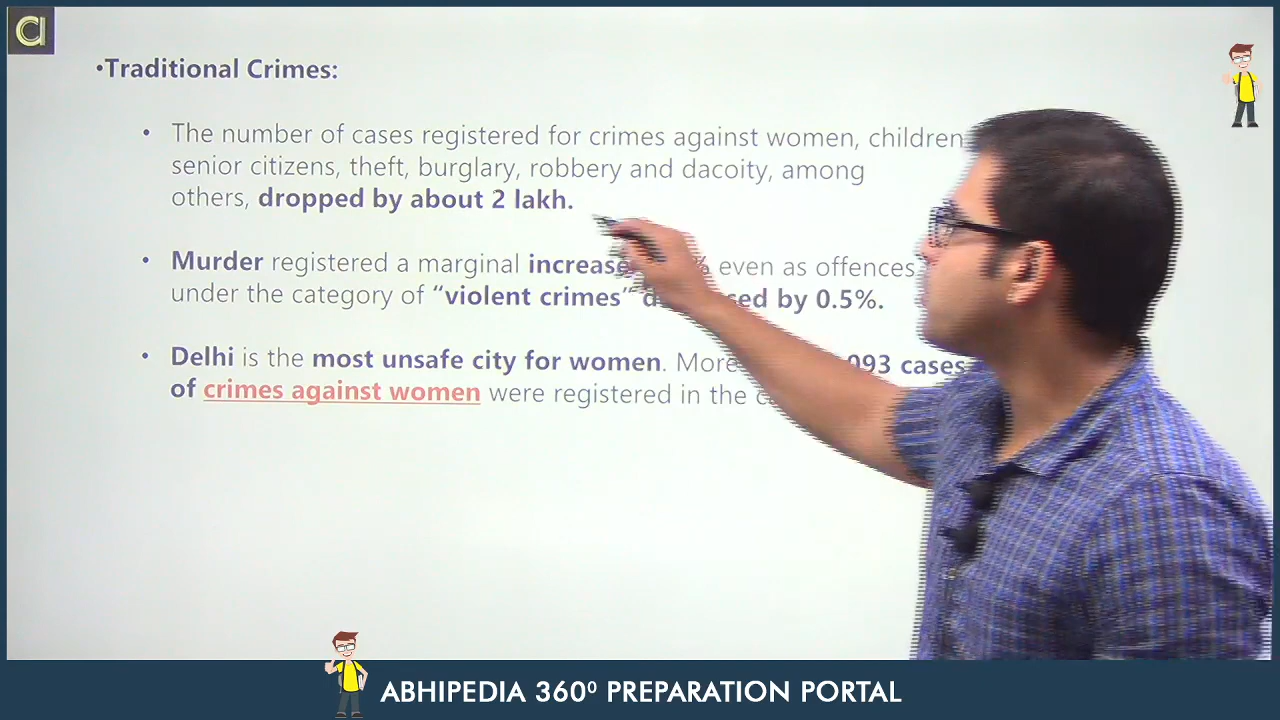 •Traditional Crimes:
• The number of cases registered for crimes against women, children
senior citizens, theft, burglary, robbery and dacoity, among
others, dropped by about 2 lakh.
• Murder registered a marginal increase % even as offences
under the category of “violent crimes” by 0.5%.
• Delhi is the most unsafe city for women. More 093 cases
of crimes against women were registered in the
ABHIPEDIA 360⁰ PREPARATION PORTAL